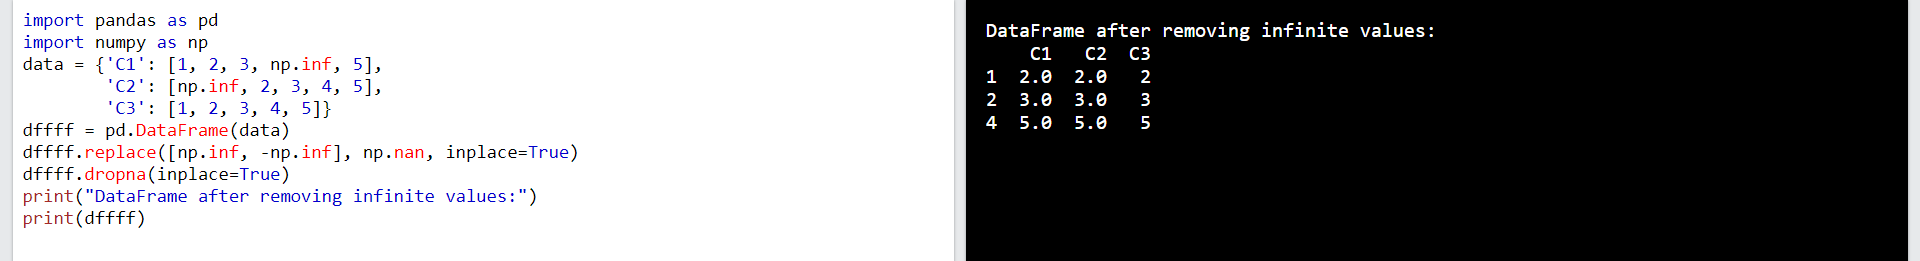 import pandas as pd
import numpy as np
data = {'C1': [1, 2, 3, np.inf, 5],
        'C2': [np.inf, 2, 3, 4, 5],
        'C3': [1, 2, 3, 4, 5]}
dffff = pd.DataFrame(data)
dffff.replace([np.inf, -np.inf], np.nan, inplace=True)
dffff.dropna(inplace=True)
print("DataFrame after removing infinite values:")
print(dffff)
DataFrame after removing infinite values:
    C1   C2  C3
1  2.0  2.0   2
2  3.0  3.0   3
4  5.0  5.0   5